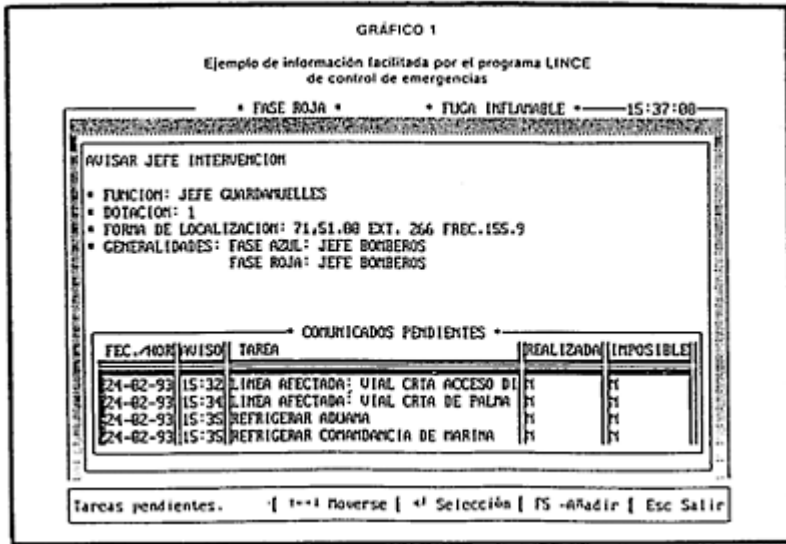 GRÁFICO 1
Ejemplo de información facilitada por el programa LINCE
de control de emergencias
* FASE ROJA * * FUGA INFLAMABLE * 15:37:08
AVISAR JEFE INTERVENCION
* FUNCION: JEFE GUARDAMUELLES
* DOTACION: 1
* FORMA DE LOCALIZACION: 71,51.08 EXT. 266 FREC.155.9
* GENERALIDADES: FASE AZUL: JEFE BOMBEROS
FASE ROJA: JEFE BOMBEROS
* COMUNICADOS PENDIENTES *
FEC./HOR AVISO TAREA REALIZADA IMPOSIBLE
24-02-93 15:32 LINEA AFECTADA: VIAL CRTA ACCESO DI N N
24-02-93 15:34 LINEA AFECTADA: VIAL CRTA DE PALMA N N
24-02-93 15:35 REFRIGERAR ADUANA N N
24-02-93 15:35 REFRIGERAR COMANDANCIA DE MARINA N N
Tareas pendientes. [ Moverse [ ↵ Selección [ F5 -Añadir [ Esc Salir